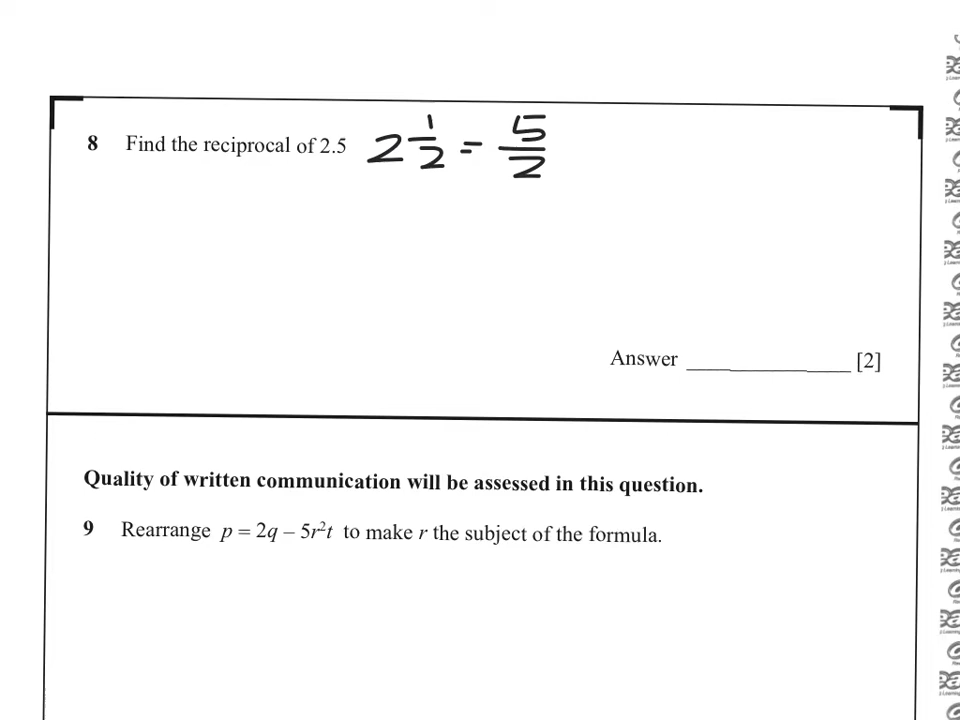 8 Find the reciprocal of 2.5 2 1/2 = 5/2
Answer ____________ [2]
Quality of written communication will be assessed in this question.
9 Rearrange p = 2q – 5r²t to make r the subject of the formula.